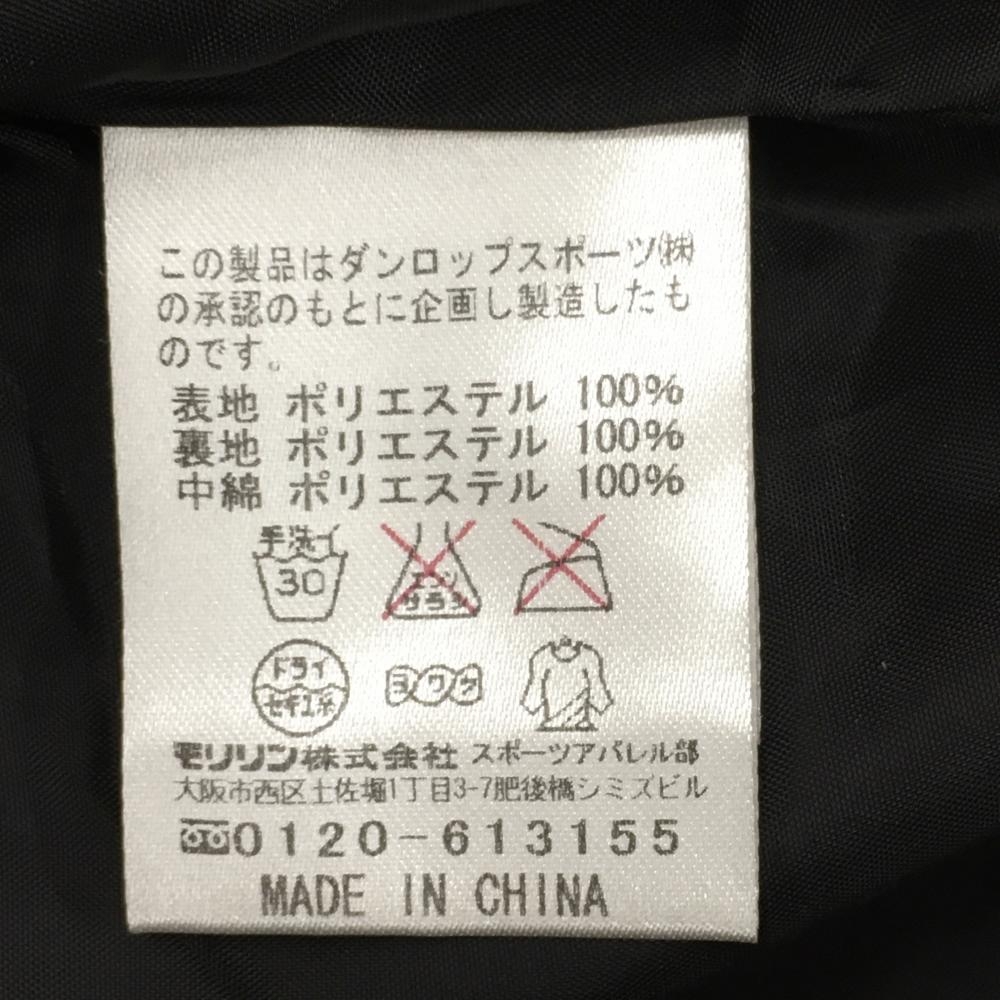 この製品はダンロップスポーツ㈱
の承認のもとに企画し製造したも
のです。
表地 ポリエステル 100%
裏地 ポリエステル 100%
中綿 ポリエステル 100%
手洗イ
30
エンソ
サラシ
ドライ
セキユ系
ヨワク
モリリン株式会社 スポーツアパレル部
大阪市西区土佐堀1丁目3-7肥後橋シミズビル
0120-613155
MADE IN CHINA